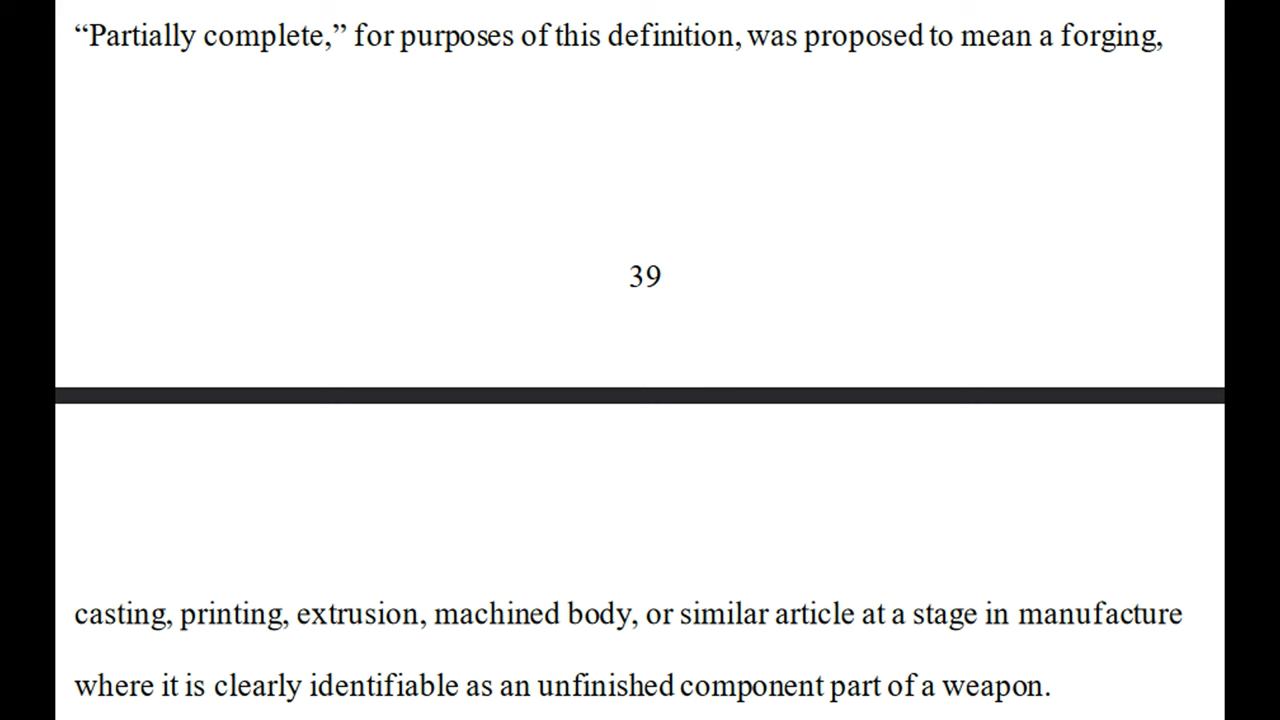 “Partially complete,” for purposes of this definition, was proposed to mean a forging,
39
casting, printing, extrusion, machined body, or similar article at a stage in manufacture
where it is clearly identifiable as an unfinished component part of a weapon.